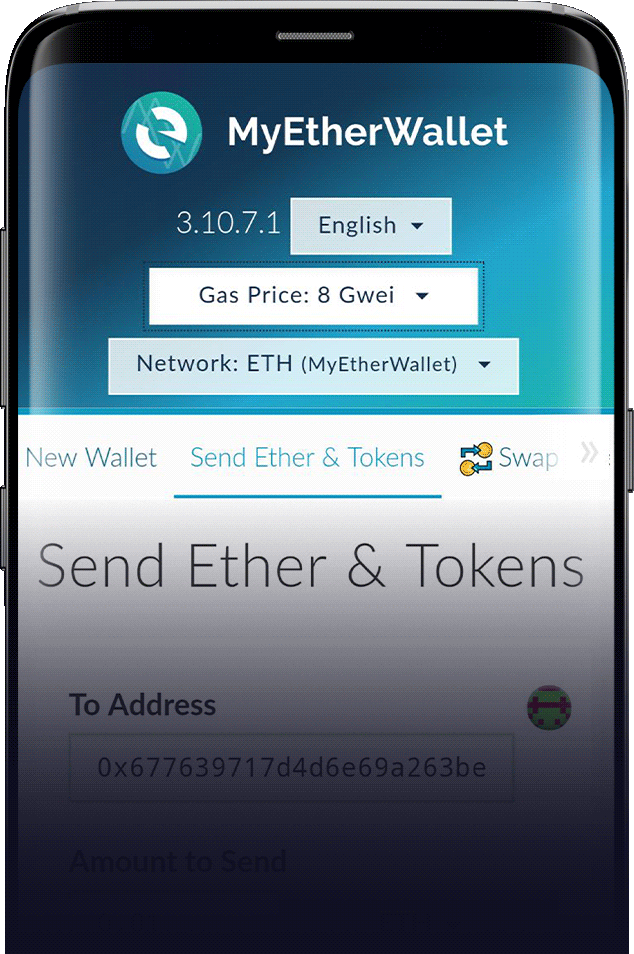 MyEtherWallet
3.10.7.1 English
Gas Price: 8 Gwei
Network: ETH (MyEtherWallet)
New Wallet Send Ether & Tokens Swap
Send Ether & Tokens
To Address
0x677639717d4d6e69a263be
Amount to Send